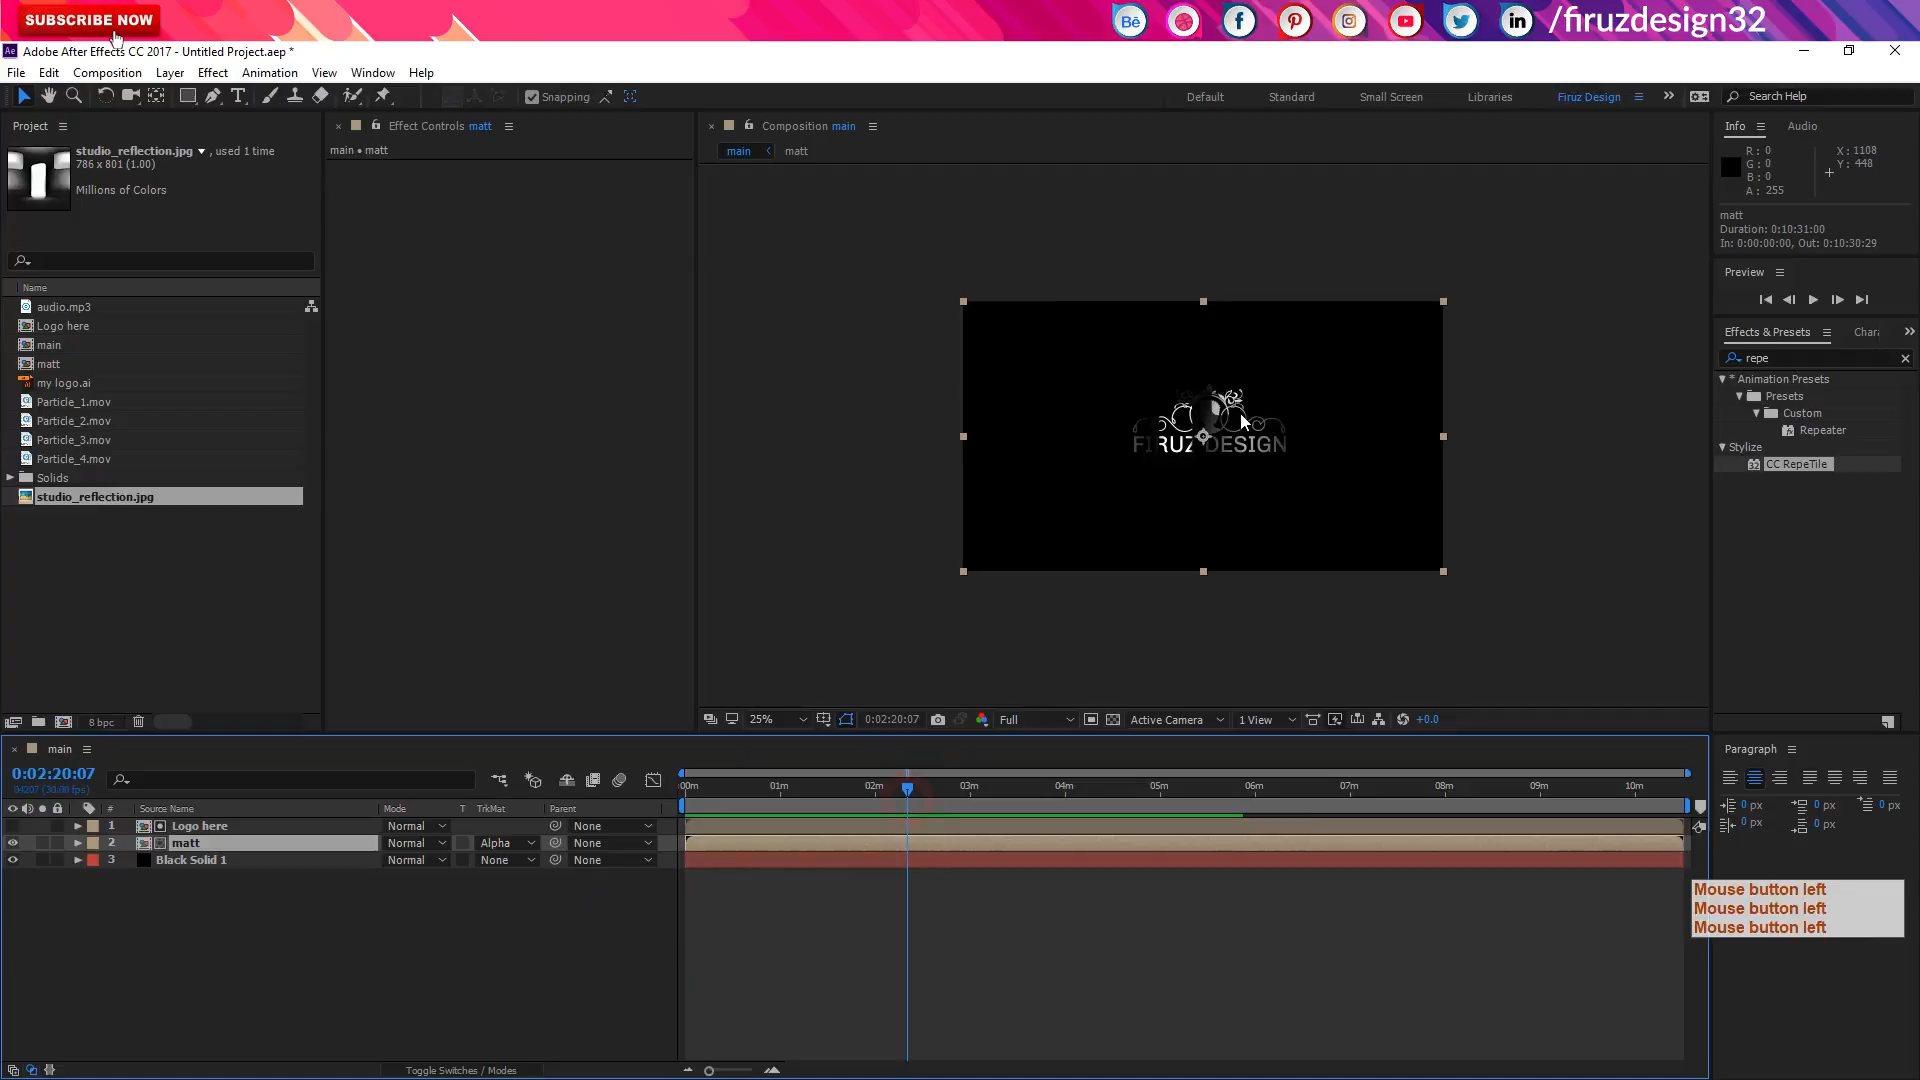 SUBSCRIBE NOW
/firuzdesign32
Adobe After Effects CC 2017 - Untitled Project.aep *
File Edit Composition Layer Effect Animation View Window Help
Snapping
Default Standard Small Screen Libraries Firuz Design Search Help
Project
studio_reflection.jpg , used 1 time
786 x 801 (1.00)
Millions of Colors
Name
audio.mp3
Logo here
main
matt
my logo.ai
Particle_1.mov
Particle_2.mov
Particle_3.mov
Particle_4.mov
Solids
studio_reflection.jpg
8 bpc
Effect Controls matt
main • matt
Composition main
main matt
FIRUZ DESIGN
25% 0:02:20:07 Full Active Camera 1 View +0.0
Info Audio
R: 0 X: 1108
G: 0 Y: 448
B: 0
A: 255
matt
Duration: 0:10:31:00
In: 0:00:00:00, Out: 0:10:30:29
Preview
Effects & Presets Chara
repe
* Animation Presets
Presets
Custom
Repeater
Stylize
CC RepeTile
main
0:02:20:07
04207 (30.00 fps)
:00m 01m 02m 03m 04m 05m 06m 07m 08m 09m 10m
# Source Name Mode T TrkMat Parent
1 Logo here Normal None
2 matt Normal Alpha None
3 Black Solid 1 Normal None None
Toggle Switches / Modes
Paragraph
0 px 0 px 0 px
0 px 0 px
Mouse button left
Mouse button left
Mouse button left